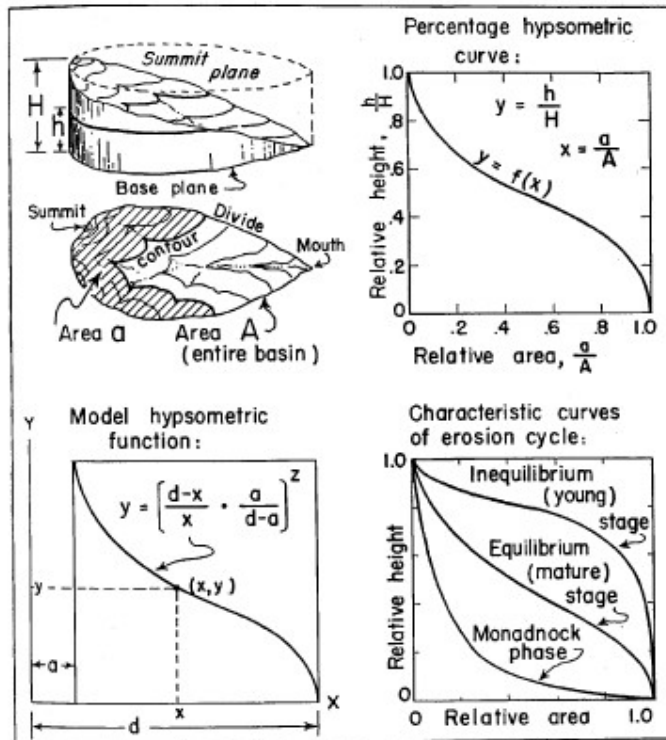 Summit
plane
H
h
Base plane
Summit
Divide
contour
Mouth
Area a
Area A
(entire basin)
Percentage hypsometric
curve:
y = h/H
x = a/A
y = f(x)
Relative height, h/H
1.0
.8
.6
.4
.2
0
0 .2 .4 .6 .8 1.0
Relative area, a/A
Model hypsometric
function:
Y
y = [d-x/x · a/d-a]^z
(x,y)
y
a
x
X
d
Characteristic curves
of erosion cycle:
1.0
Inequilibrium
(young)
stage
Equilibrium
(mature)
stage
Monadnock
phase
Relative height
0
0 Relative area 1.0